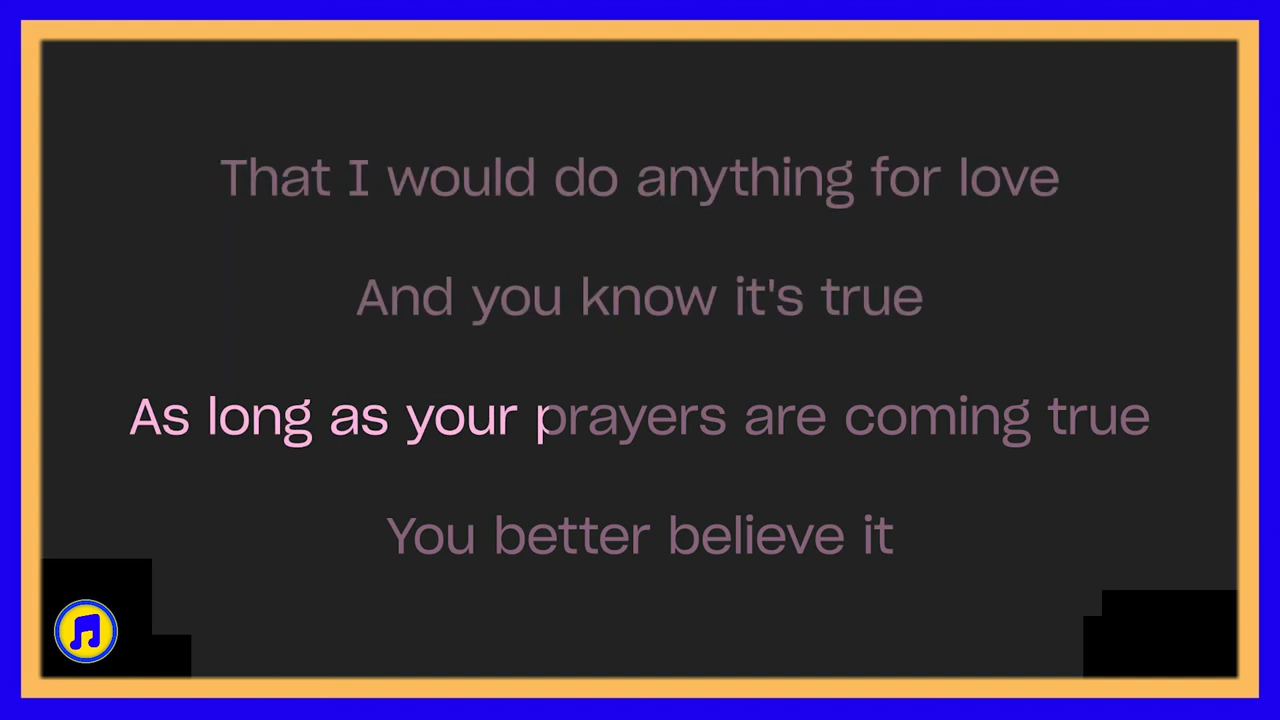 That I would do anything for love
And you know it's true
As long as your prayers are coming true
You better believe it